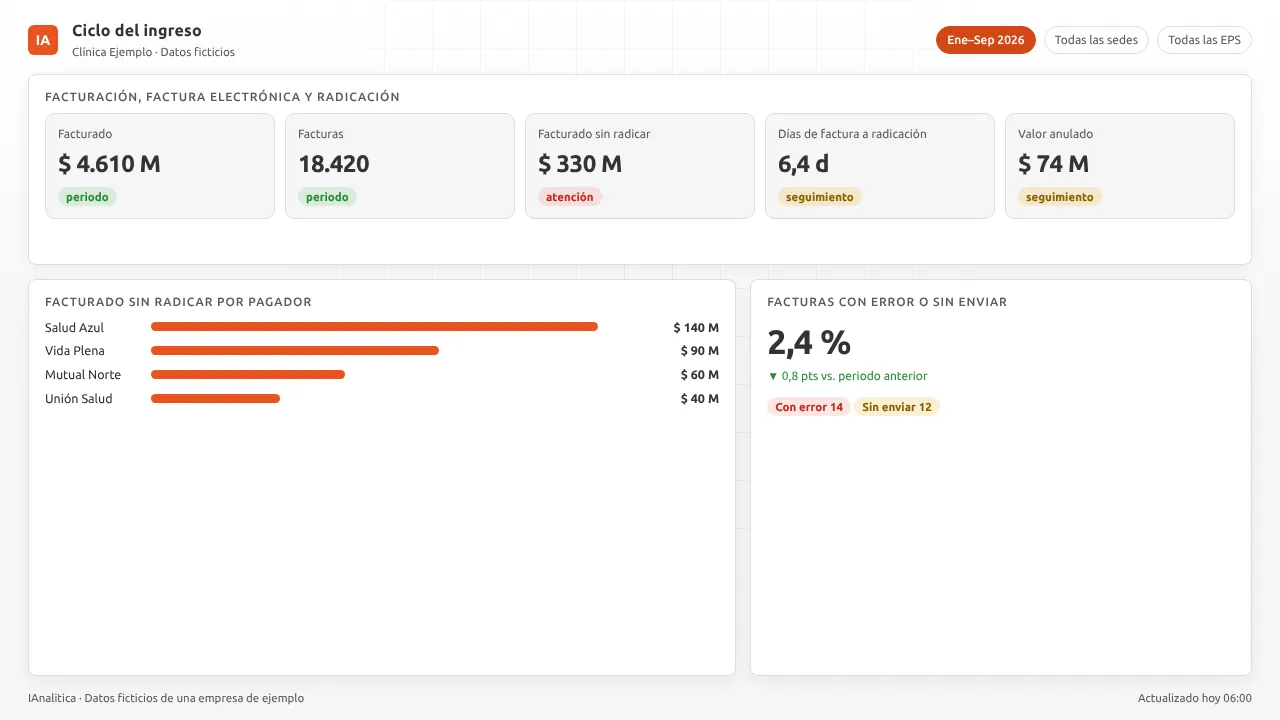 IA
Ciclo del ingreso
Clínica Ejemplo · Datos ficticios
Ene–Sep 2026
Todas las sedes
Todas las EPS
FACTURACIÓN, FACTURA ELECTRÓNICA Y RADICACIÓN
Facturado
$ 4.610 M
periodo
Facturas
18.420
periodo
Facturado sin radicar
$ 330 M
atención
Días de factura a radicación
6,4 d
seguimiento
Valor anulado
$ 74 M
seguimiento
FACTURADO SIN RADICAR POR PAGADOR
Salud Azul $ 140 M
Vida Plena $ 90 M
Mutual Norte $ 60 M
Unión Salud $ 40 M
FACTURAS CON ERROR O SIN ENVIAR
2,4 %
▼ 0,8 pts vs. periodo anterior
Con error 14
Sin enviar 12
IAnalítica · Datos ficticios de una empresa de ejemplo
Actualizado hoy 06:00